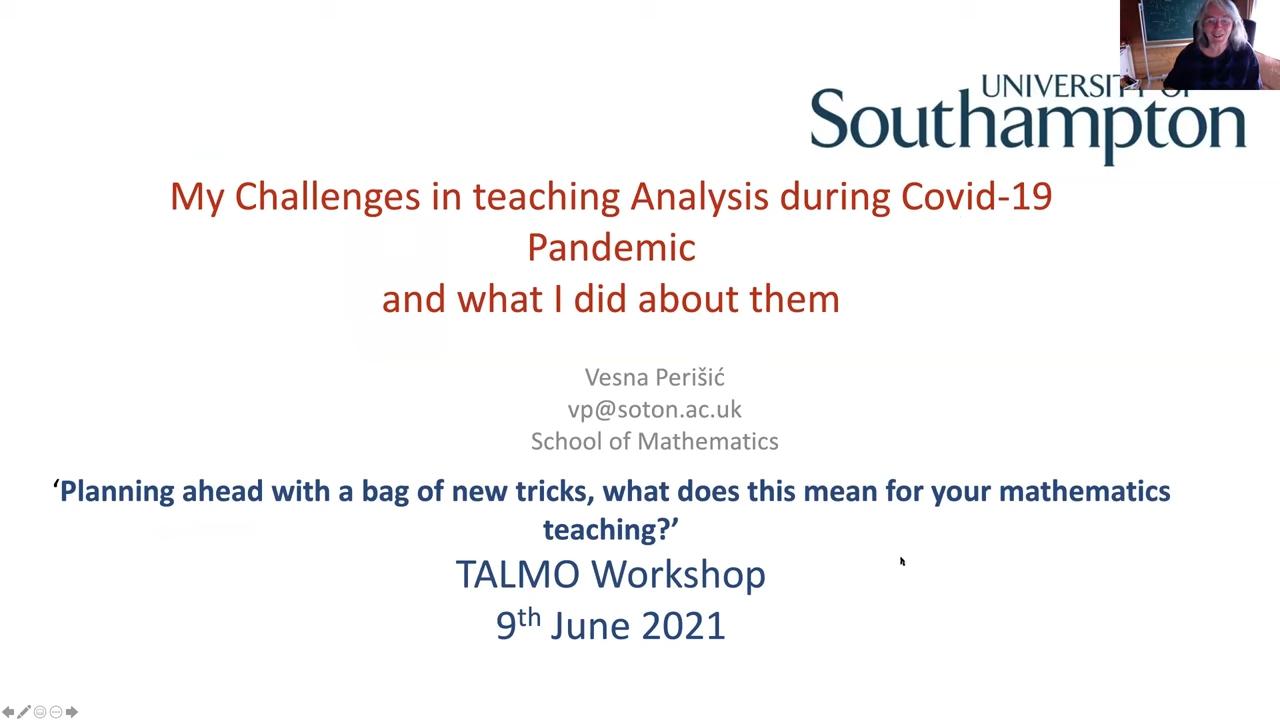 UNIVERSITY OF
Southampton
My Challenges in teaching Analysis during Covid-19
Pandemic
and what I did about them
Vesna Perišić
vp@soton.ac.uk
School of Mathematics
‘Planning ahead with a bag of new tricks, what does this mean for your mathematics
teaching?’
TALMO Workshop
9th June 2021